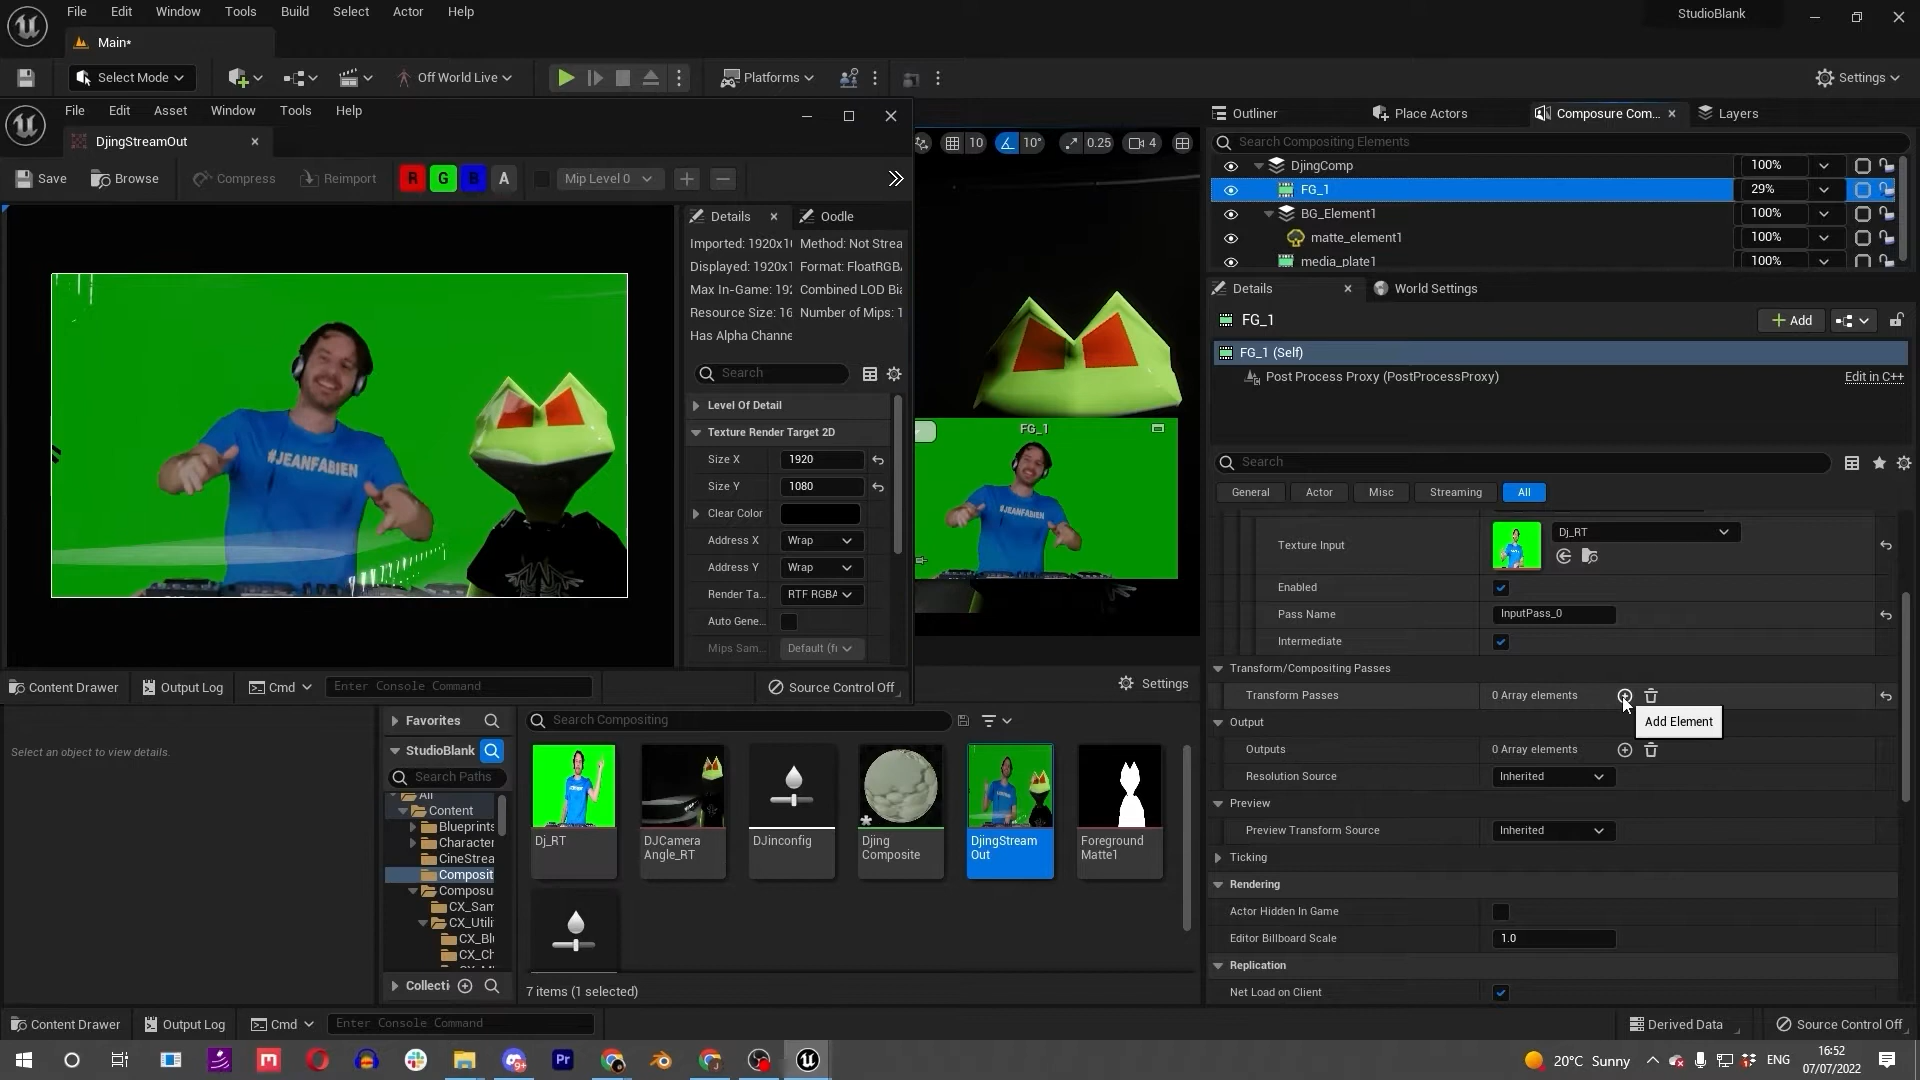 File Edit Window Tools Build Select Actor Help
StudioBlank
Main*
Select Mode
Off World Live
Platforms
Settings
File Edit Asset Window Tools Help
DjingStreamOut
Save Browse Compress Reimport R G B A Mip Level 0
10 10° 0.25 4
Outliner Place Actors Composure Com... Layers
Search Compositing Elements
DjingComp 100%
FG_1 29%
BG_Element1 100%
matte_element1 100%
media_plate1 100%
Details Oodle
Imported: 1920x1 Method: Not Strea
Displayed: 1920x1 Format: FloatRGBA
Max In-Game: 192 Combined LOD Bia
Resource Size: 16 Number of Mips: 1
Has Alpha Channe
Search
Level Of Detail
Texture Render Target 2D
Size X 1920
Size Y 1080
Clear Color
Address X Wrap
Address Y Wrap
Render Ta... RTF RGBA
Auto Gene...
Mips Sam... Default (fr
#JEANFABIEN
FG_1
#JEANFABIEN
Details World Settings
FG_1 Add
FG_1 (Self)
Post Process Proxy (PostProcessProxy) Edit in C++
Search
General Actor Misc Streaming All
Texture Input Dj_RT
Enabled
Pass Name InputPass_0
Intermediate
Transform/Compositing Passes
Transform Passes 0 Array elements
Add Element
Output
Outputs 0 Array elements
Resolution Source Inherited
Preview
Preview Transform Source Inherited
Ticking
Rendering
Actor Hidden In Game
Editor Billboard Scale 1.0
Replication
Net Load on Client
Content Drawer Output Log Cmd Enter Console Command Source Control Off
Settings
Select an object to view details.
Favorites
StudioBlank
Search Paths
All
Content
Blueprints
Character
CineStrea
Composit
Composu
CX_Sam
CX_Utili
CX_Blu
CX_Ch
Collecti
Search Compositing
Dj_RT
DJCamera
Angle_RT
DJinconfig
Djing
Composite
DjingStream
Out
Foreground
Matte1
7 items (1 selected)
Content Drawer Output Log Cmd Enter Console Command Derived Data Source Control Off
9+ Pr 20°C Sunny ENG 16:52
07/07/2022